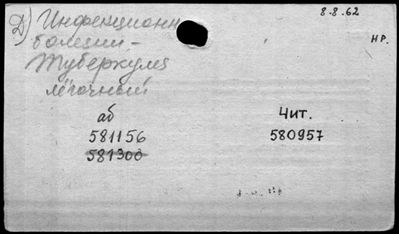 8.8.62
Д) Инфекционн
болезни -
НР.
Туберкулез
лёгочный
аб Чит.
581156 580957
581300